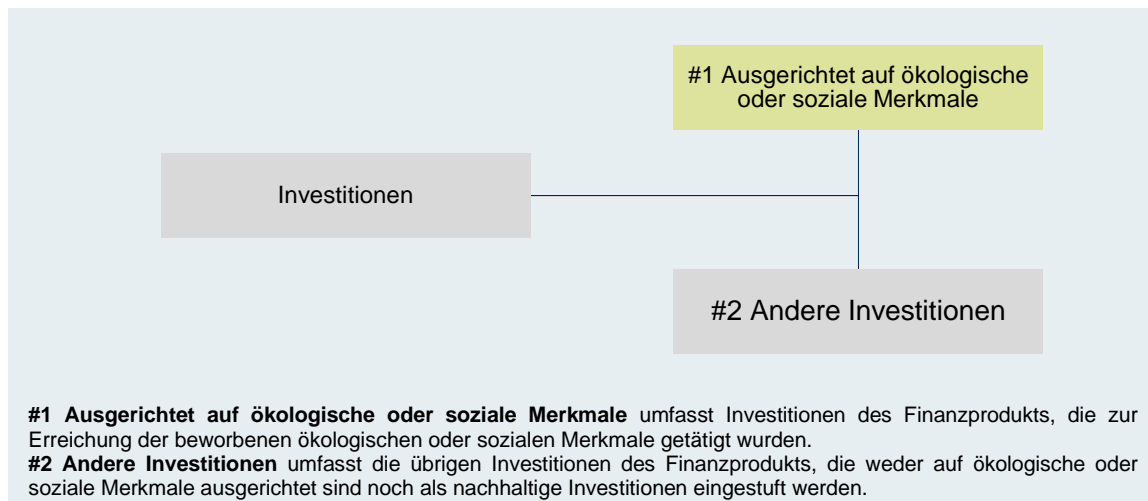 #1 Ausgerichtet auf ökologische
oder soziale Merkmale
Investitionen
#2 Andere Investitionen
#1 Ausgerichtet auf ökologische oder soziale Merkmale umfasst Investitionen des Finanzprodukts, die zur
Erreichung der beworbenen ökologischen oder sozialen Merkmale getätigt wurden.
#2 Andere Investitionen umfasst die übrigen Investitionen des Finanzprodukts, die weder auf ökologische oder
soziale Merkmale ausgerichtet sind noch als nachhaltige Investitionen eingestuft werden.